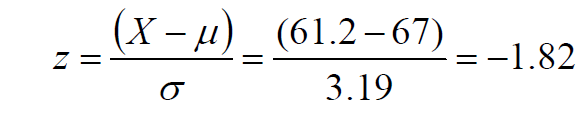 z = (X − μ) / σ = (61.2 − 67) / 3.19 = −1.82